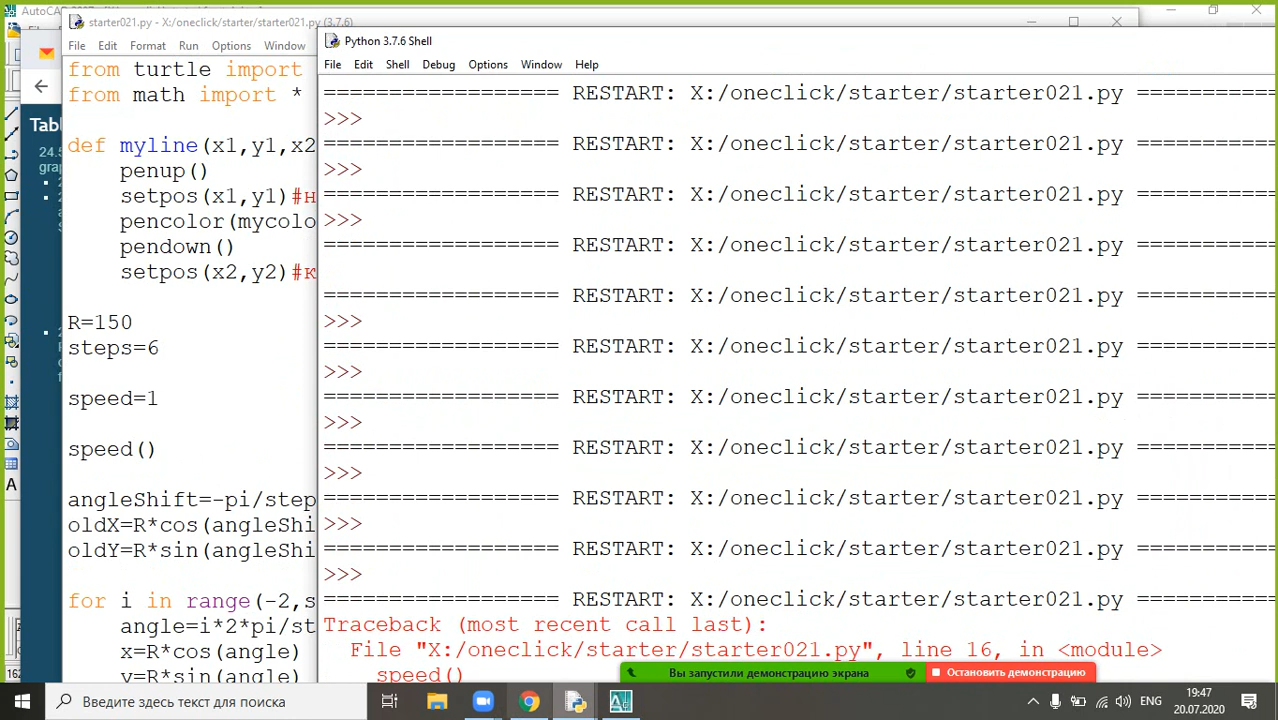 AutoCAD 200
starter021.py - X:/oneclick/starter/starter021.py (3.7.6)
File Edit Format Run Options Window
from turtle import
from math import *
def myline(x1,y1,x2
penup()
setpos(x1,y1)#н
pencolor(mycolo
pendown()
setpos(x2,y2)#к
R=150
steps=6
speed=1
speed()
angleShift=-pi/step
oldX=R*cos(angleShi
oldY=R*sin(angleShi
for i in range(-2,s
angle=i*2*pi/st
x=R*cos(angle)
y=R*sin(angle)
Tabl
24.5
grap
A
162
Python 3.7.6 Shell
File Edit Shell Debug Options Window Help
================== RESTART: X:/oneclick/starter/starter021.py ===========
>>>
================== RESTART: X:/oneclick/starter/starter021.py ===========
>>>
================== RESTART: X:/oneclick/starter/starter021.py ===========
>>>
================== RESTART: X:/oneclick/starter/starter021.py ===========
================== RESTART: X:/oneclick/starter/starter021.py ===========
>>>
================== RESTART: X:/oneclick/starter/starter021.py ===========
>>>
================== RESTART: X:/oneclick/starter/starter021.py ===========
>>>
================== RESTART: X:/oneclick/starter/starter021.py ===========
>>>
================== RESTART: X:/oneclick/starter/starter021.py ===========
>>>
================== RESTART: X:/oneclick/starter/starter021.py ===========
>>>
================== RESTART: X:/oneclick/starter/starter021.py ===========
Traceback (most recent call last):
File "X:/oneclick/starter/starter021.py", line 16, in <module>
speed()
Вы запустили демонстрацию экрана
Остановить демонстрацию
Введите здесь текст для поиска
ENG
19:47
20.07.2020